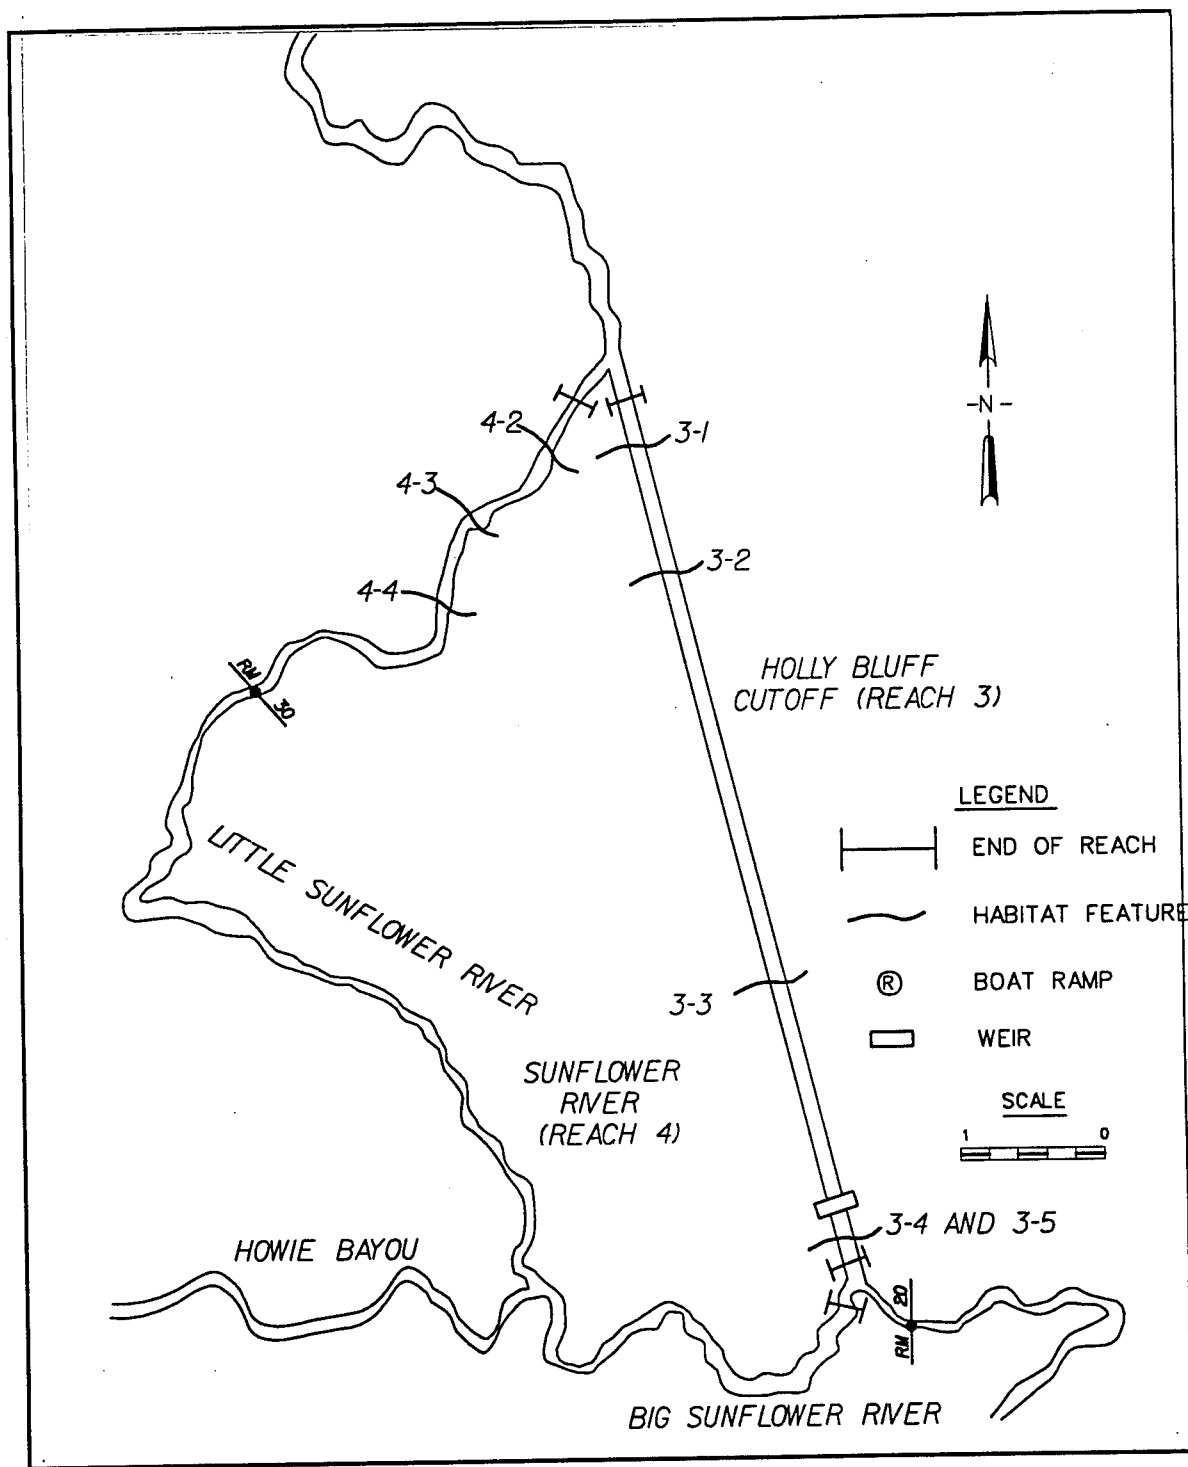 4-2
3-1
-N-
4-3
3-2
4-4
RM 30
HOLLY BLUFF
CUTOFF (REACH 3)
LEGEND
END OF REACH
HABITAT FEATURE
Ⓡ BOAT RAMP
WEIR
LITTLE SUNFLOWER RIVER
3-3
SUNFLOWER
RIVER
(REACH 4)
SCALE
1 0
3-4 AND 3-5
HOWIE BAYOU
RM 20
BIG SUNFLOWER RIVER